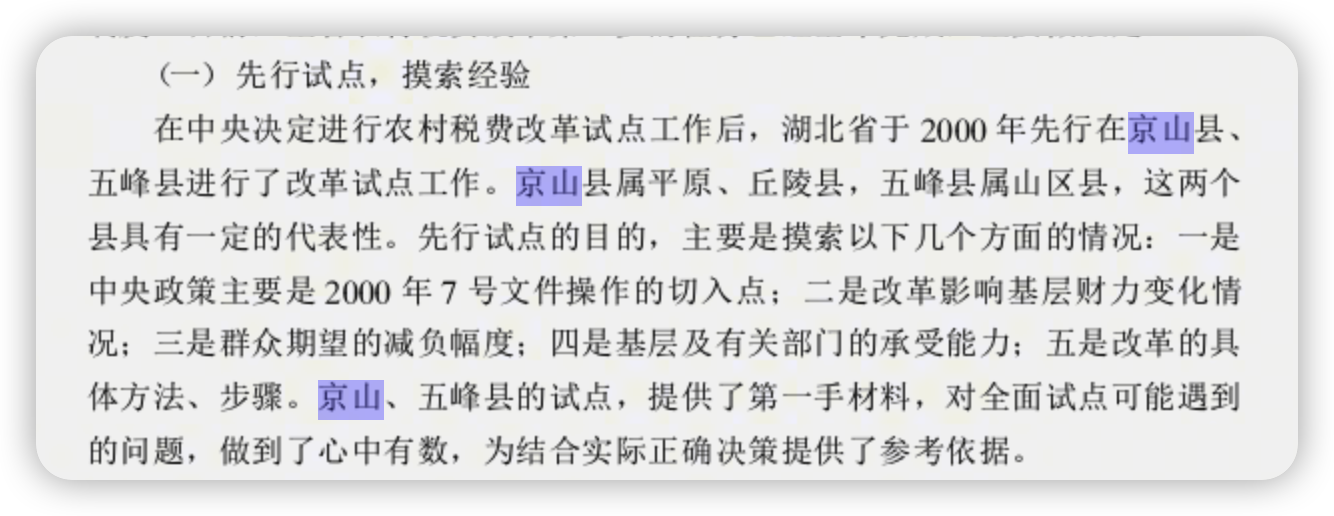 （一）先行试点，摸索经验
在中央决定进行农村税费改革试点工作后，湖北省于 2000 年先行在京山县、
五峰县进行了改革试点工作。京山县属平原、丘陵县，五峰县属山区县，这两个
县具有一定的代表性。先行试点的目的，主要是摸索以下几个方面的情况：一是
中央政策主要是 2000 年 7 号文件操作的切入点；二是改革影响基层财力变化情
况；三是群众期望的减负幅度；四是基层及有关部门的承受能力；五是改革的具
体方法、步骤。京山、五峰县的试点，提供了第一手材料，对全面试点可能遇到
的问题，做到了心中有数，为结合实际正确决策提供了参考依据。